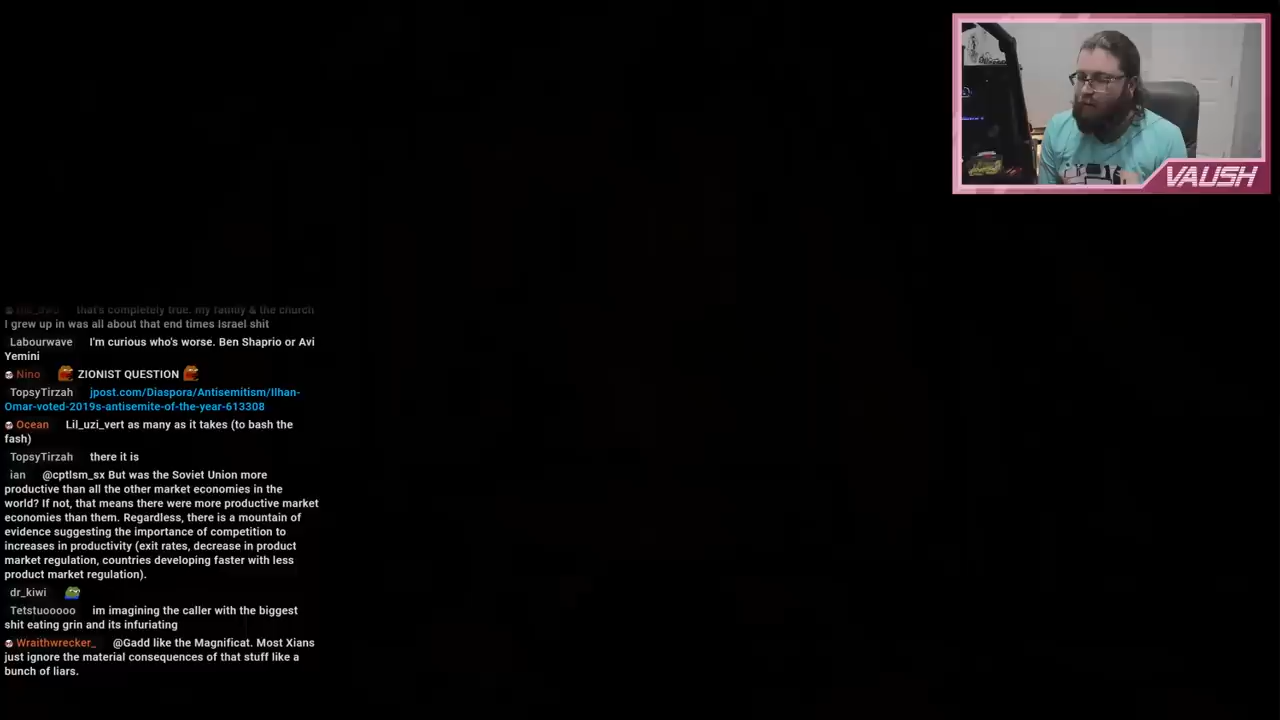 VAUSH
that's completely true. my family & the church
I grew up in was all about that end times Israel shit
Labourwave I'm curious who's worse. Ben Shaprio or Avi
Yemini
Nino ZIONIST QUESTION
TopsyTirzah jpost.com/Diaspora/Antisemitism/Ilhan-
Omar-voted-2019s-antisemite-of-the-year-613308
Ocean Lil_uzi_vert as many as it takes (to bash the
fash)
TopsyTirzah there it is
ian @cptlsm_sx But was the Soviet Union more
productive than all the other market economies in the
world? If not, that means there were more productive market
economies than them. Regardless, there is a mountain of
evidence suggesting the importance of competition to
increases in productivity (exit rates, decrease in product
market regulation, countries developing faster with less
product market regulation).
dr_kiwi
Tetstuooooo im imagining the caller with the biggest
shit eating grin and its infuriating
Wraithwrecker_ @Gadd like the Magnificat. Most Xians
just ignore the material consequences of that stuff like a
bunch of liars.